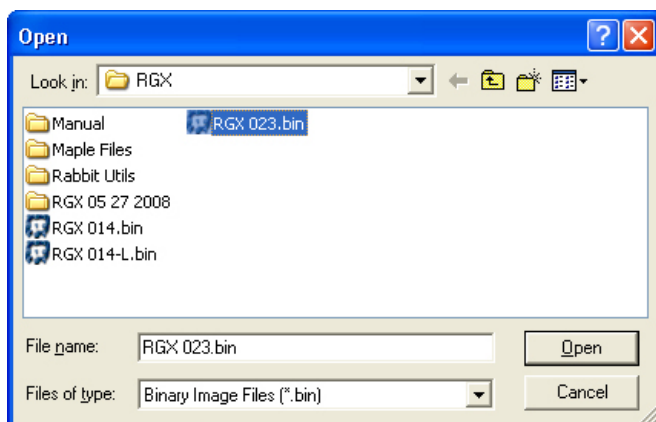 Open
Look in: RGX
Manual
Maple Files
Rabbit Utils
RGX 05 27 2008
RGX 014.bin
RGX 014-L.bin
RGX 023.bin
File name: RGX 023.bin Open
Files of type: Binary Image Files (*.bin) Cancel